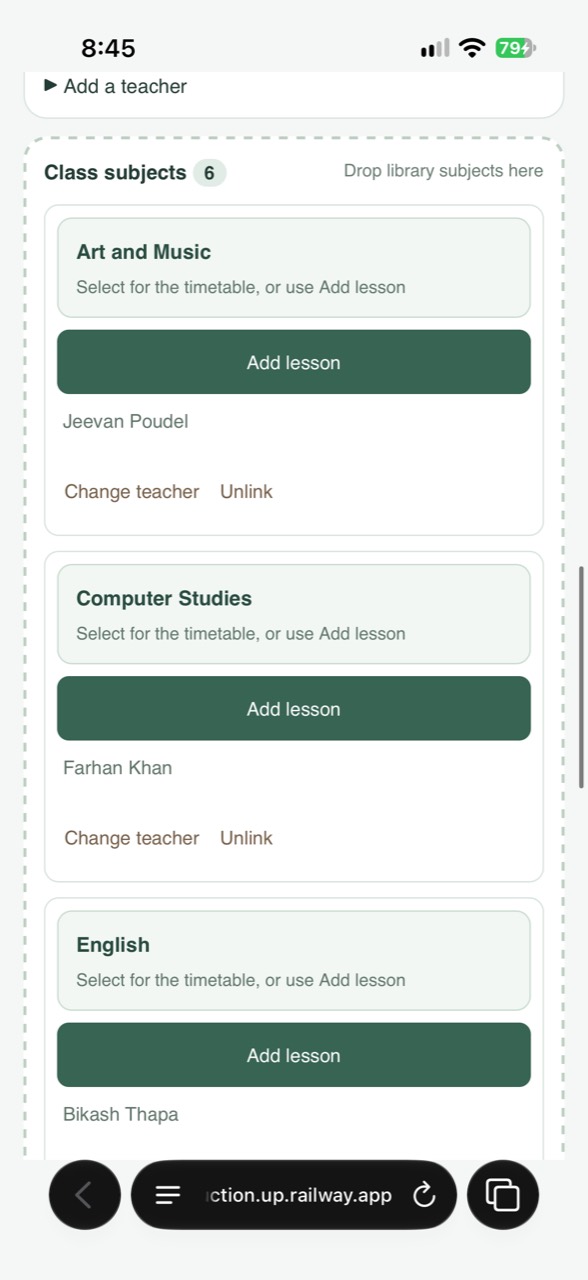 8:45
79
Add a teacher
Class subjects 6
Drop library subjects here
Art and Music
Select for the timetable, or use Add lesson
Add lesson
Jeevan Poudel
Change teacher Unlink
Computer Studies
Select for the timetable, or use Add lesson
Add lesson
Farhan Khan
Change teacher Unlink
English
Select for the timetable, or use Add lesson
Add lesson
Bikash Thapa
ction.up.railway.app